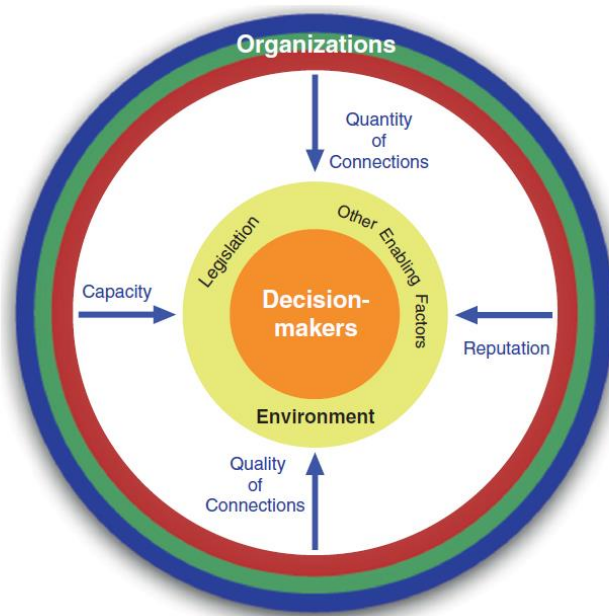 Organizations
Quantity
of
Connections
Legislation
Other Enabling Factors
Capacity
Decision-
makers
Reputation
Environment
Quality
of
Connections